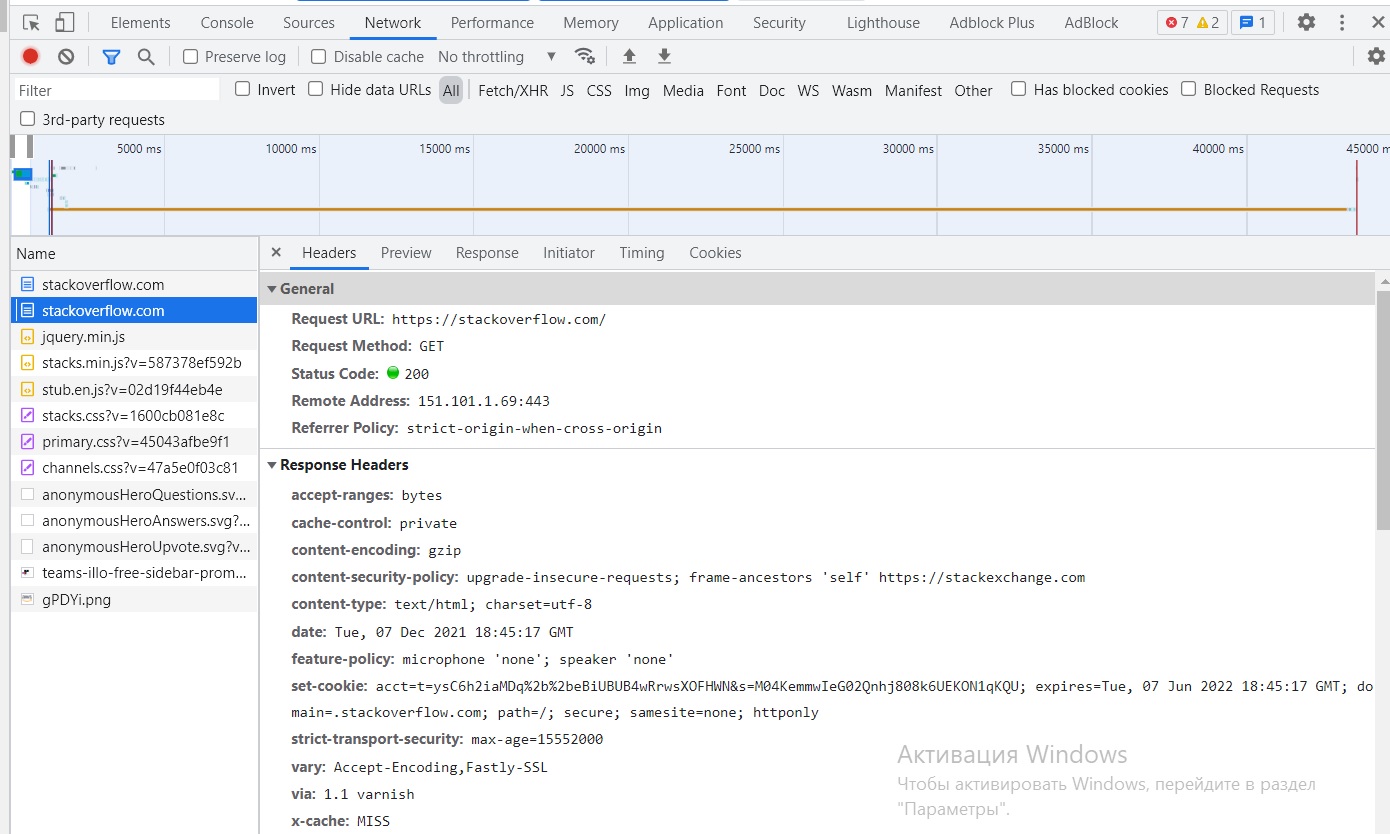 Elements Console Sources Network Performance Memory Application Security Lighthouse Adblock Plus AdBlock 7 2 1
Preserve log Disable cache No throttling
Filter Invert Hide data URLs All Fetch/XHR JS CSS Img Media Font Doc WS Wasm Manifest Other Has blocked cookies Blocked Requests
3rd-party requests
5000 ms 10000 ms 15000 ms 20000 ms 25000 ms 30000 ms 35000 ms 40000 ms 45000 m
Name
stackoverflow.com
stackoverflow.com
jquery.min.js
stacks.min.js?v=587378ef592b
stub.en.js?v=02d19f44eb4e
stacks.css?v=1600cb081e8c
primary.css?v=45043afbe9f1
channels.css?v=47a5e0f03c81
anonymousHeroQuestions.sv...
anonymousHeroAnswers.svg?...
anonymousHeroUpvote.svg?v...
teams-illo-free-sidebar-prom...
gPDYi.png
Headers Preview Response Initiator Timing Cookies
General
Request URL: https://stackoverflow.com/
Request Method: GET
Status Code: 200
Remote Address: 151.101.1.69:443
Referrer Policy: strict-origin-when-cross-origin
Response Headers
accept-ranges: bytes
cache-control: private
content-encoding: gzip
content-security-policy: upgrade-insecure-requests; frame-ancestors 'self' https://stackexchange.com
content-type: text/html; charset=utf-8
date: Tue, 07 Dec 2021 18:45:17 GMT
feature-policy: microphone 'none'; speaker 'none'
set-cookie: acct=t=ysC6h2iaMDq%2b%2beBiUBUB4wRrwsXOFHWN&s=M04KemmwIeG02Qnhj808k6UEKON1qKQU; expires=Tue, 07 Jun 2022 18:45:17 GMT; do
main=.stackoverflow.com; path=/; secure; samesite=none; httponly
strict-transport-security: max-age=15552000
vary: Accept-Encoding,Fastly-SSL
via: 1.1 varnish
x-cache: MISS
Активация Windows
Чтобы активировать Windows, перейдите в раздел
"Параметры".